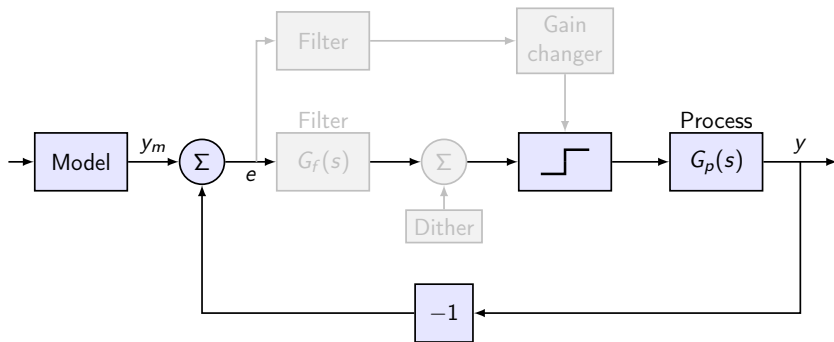 Filter
Gain
changer
Filter
Process
Model
y_m
Σ
e
G_f(s)
Σ
G_p(s)
y
Dither
−1